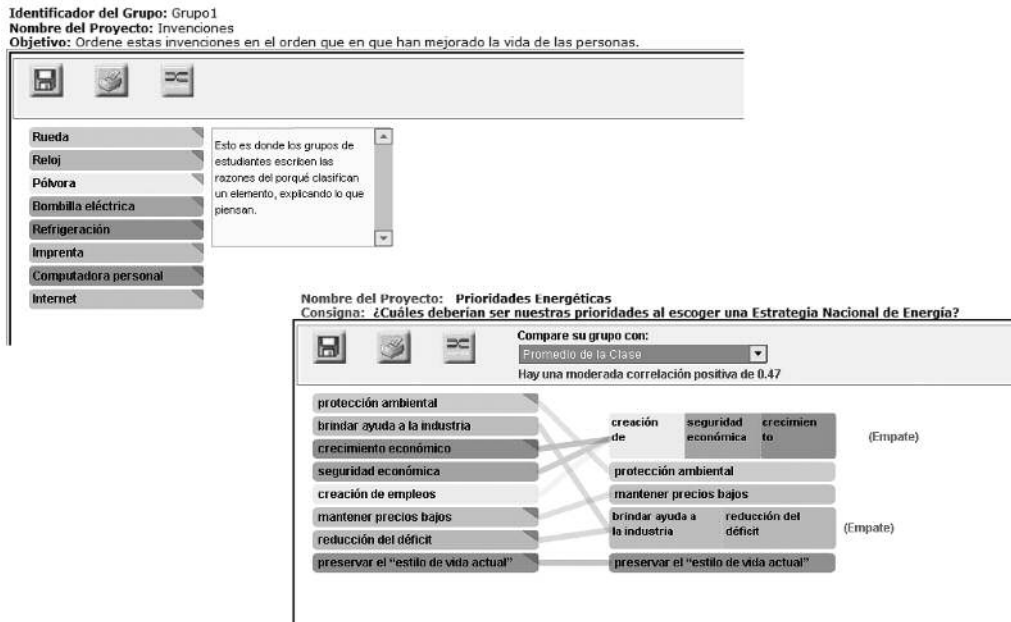 Identificador del Grupo: Grupo1
Nombre del Proyecto: Invenciones
Objetivo: Ordene estas invenciones en el orden que en que han mejorado la vida de las personas.
Rueda
Reloj
Pólvora
Bombilla eléctrica
Refrigeración
Imprenta
Computadora personal
Internet
Esto es donde los grupos de
estudiantes escriben las
razones del porqué clasifican
un elemento, explicando lo que
piensan.
Nombre del Proyecto: Prioridades Energéticas
Consigna: ¿Cuáles deberían ser nuestras prioridades al escoger una Estrategia Nacional de Energía?
Compare su grupo con:
Promedio de la Clase
Hay una moderada correlación positiva de 0.47
protección ambiental
brindar ayuda a la industria
crecimiento económico
seguridad económica
creación de empleos
mantener precios bajos
reducción del déficit
preservar el “estilo de vida actual”
creación
de
seguridad
económica
crecimien
to
(Empate)
protección ambiental
mantener precios bajos
brindar ayuda a
la industria
reducción del
déficit
(Empate)
preservar el “estilo de vida actual”